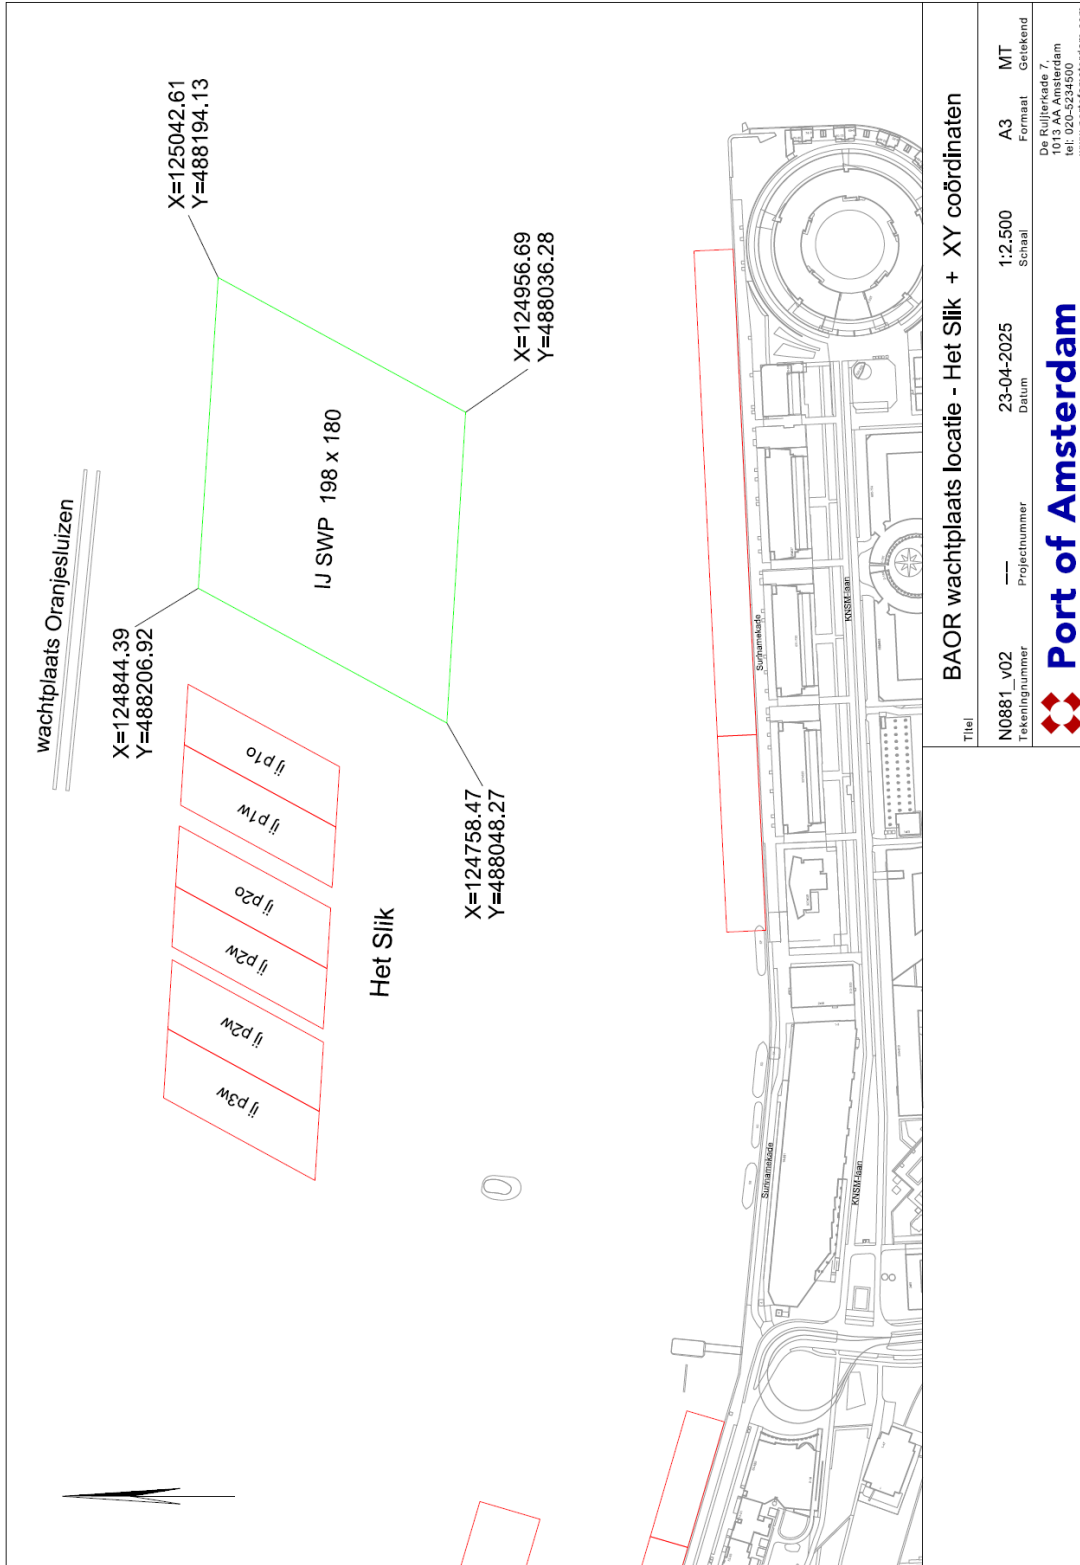 wachtplaats Oranjesluizen
X=125042.61
Y=488194.13
X=124844.39
Y=488206.92
IJ SWP 198 x 180
X=124956.69
Y=488036.28
X=124758.47
Y=488048.27
ij p3w
ij p2w
ij p2w
ij p2o
ij p1w
ij p1o
Het Slik
Surinamekade
Surinamekade
KNSM-laan
KNSM-laan
Titel
BAOR wachtplaats locatie - Het Slik + XY coördinaten
N0881_v02
Tekeningnummer
---
Projectnummer
23-04-2025
Datum
1:2.500
Schaal
A3
Formaat
MT
Getekend
Port of Amsterdam
De Ruijterkade 7,
1013 AA Amsterdam
tel: 020-5234500